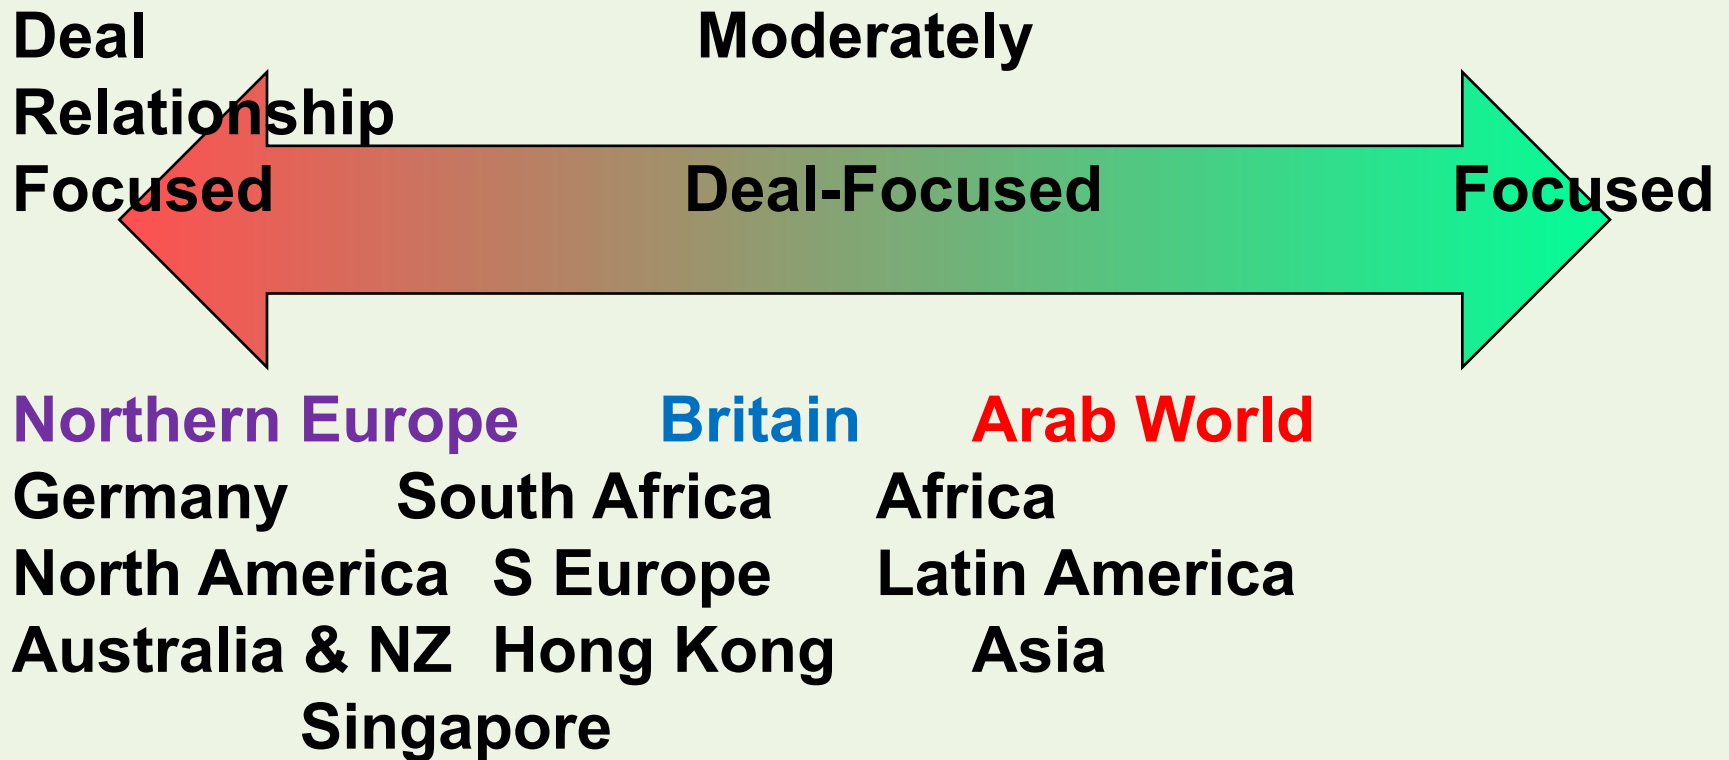 Deal Moderately
Relationship
Focused Deal-Focused Focused
Northern Europe Britain Arab World
Germany South Africa Africa
North America S Europe Latin America
Australia & NZ Hong Kong Asia
Singapore